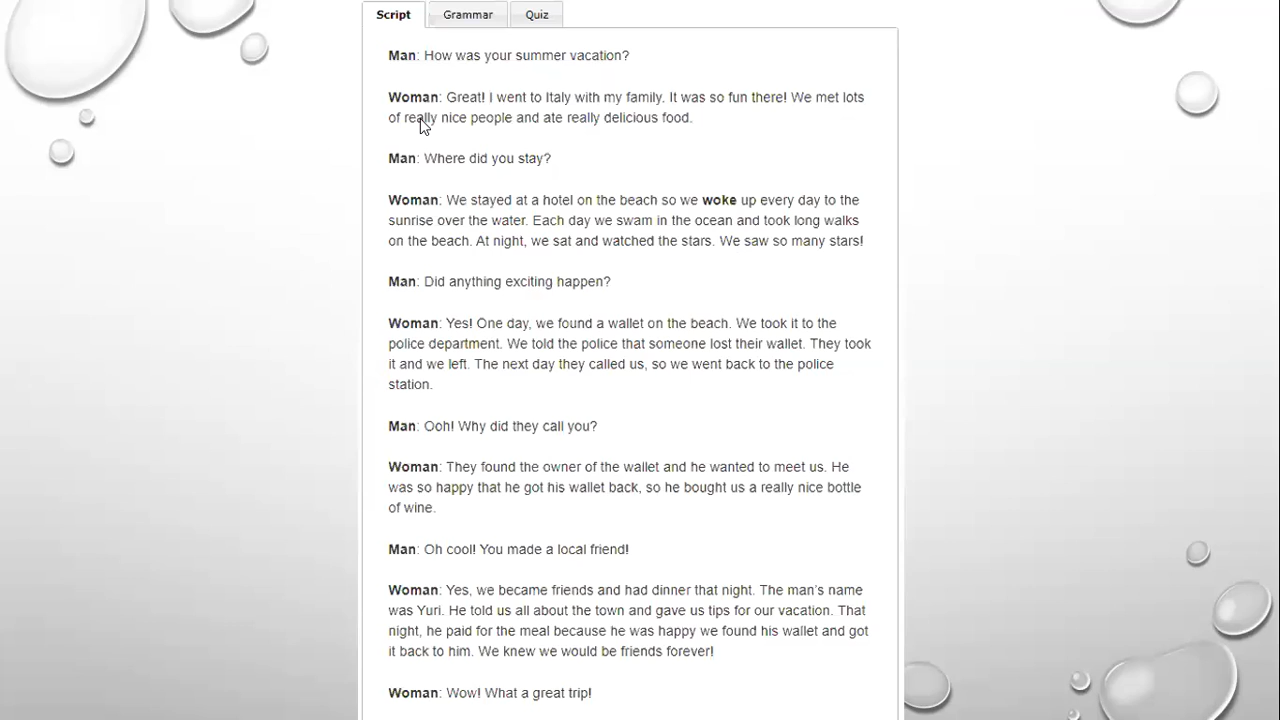 Script
Grammar
Quiz
Man: How was your summer vacation?
Woman: Great! I went to Italy with my family. It was so fun there! We met lots
of really nice people and ate really delicious food.
Man: Where did you stay?
Woman: We stayed at a hotel on the beach so we woke up every day to the
sunrise over the water. Each day we swam in the ocean and took long walks
on the beach. At night, we sat and watched the stars. We saw so many stars!
Man: Did anything exciting happen?
Woman: Yes! One day, we found a wallet on the beach. We took it to the
police department. We told the police that someone lost their wallet. They took
it and we left. The next day they called us, so we went back to the police
station.
Man: Ooh! Why did they call you?
Woman: They found the owner of the wallet and he wanted to meet us. He
was so happy that he got his wallet back, so he bought us a really nice bottle
of wine.
Man: Oh cool! You made a local friend!
Woman: Yes, we became friends and had dinner that night. The man's name
was Yuri. He told us all about the town and gave us tips for our vacation. That
night, he paid for the meal because he was happy we found his wallet and got
it back to him. We knew we would be friends forever!
Woman: Wow! What a great trip!